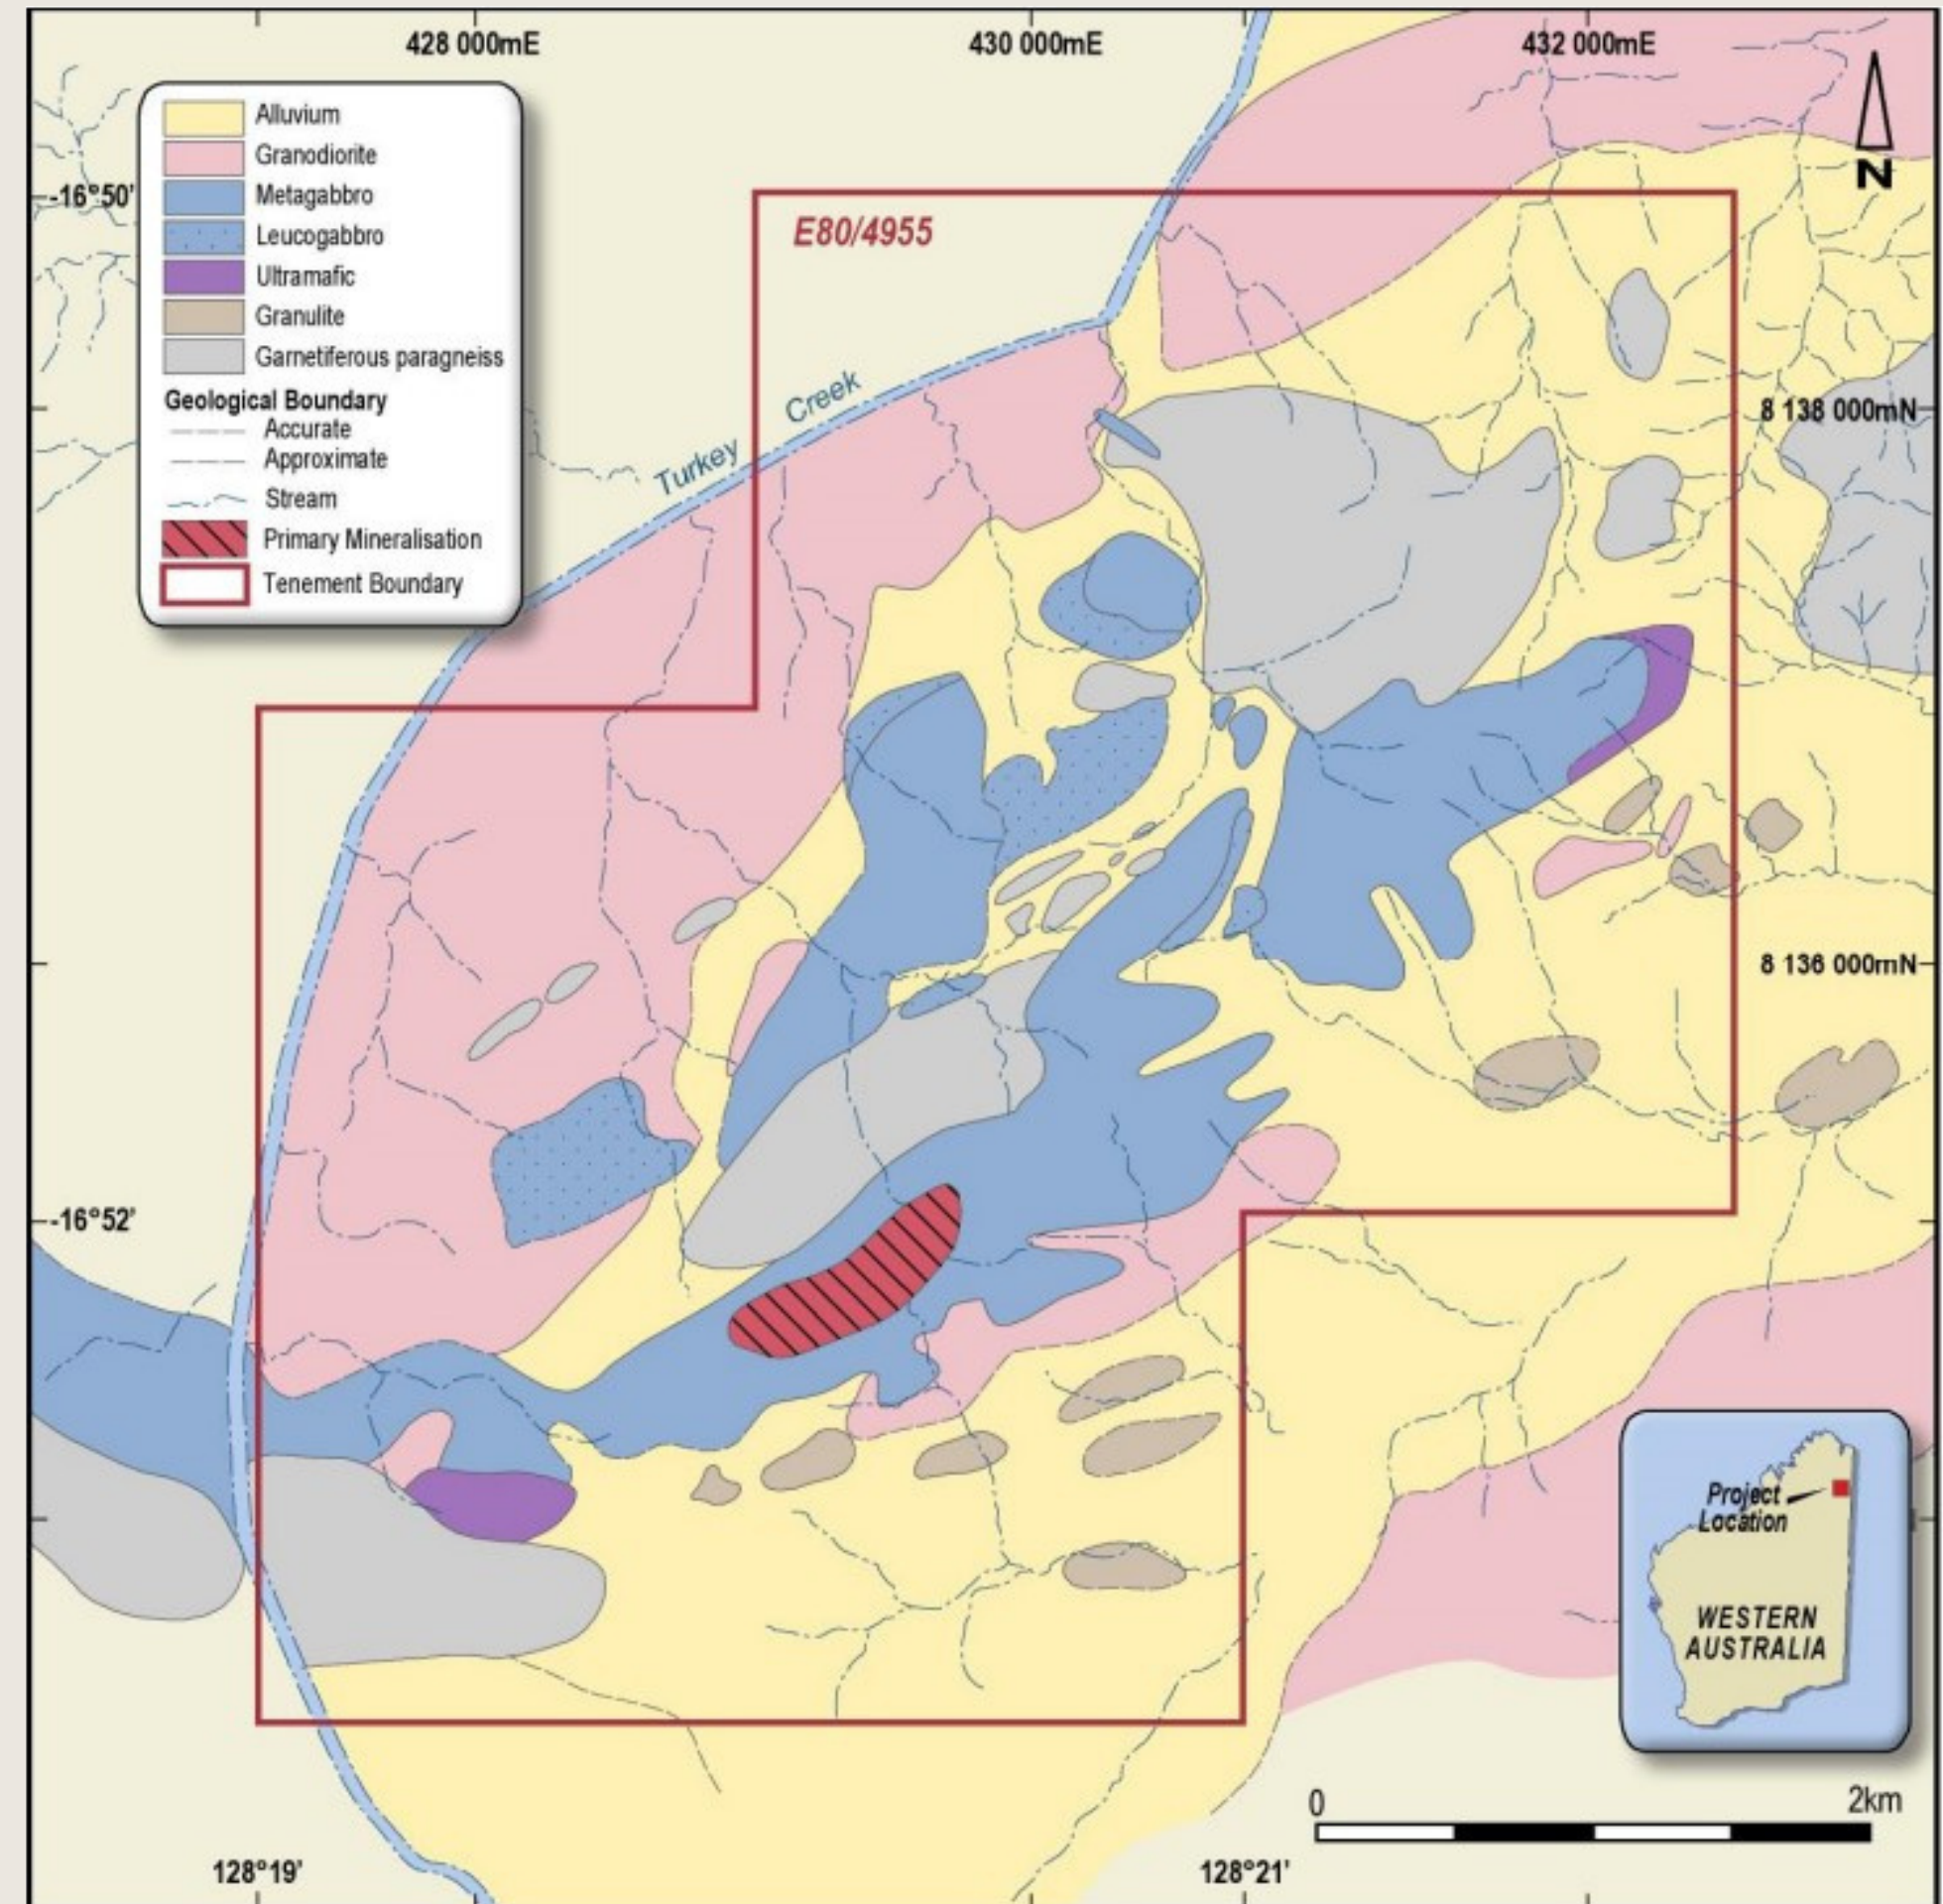 428 000mE
430 000mE
432 000mE
Alluvium
Granodiorite
Metagabbro
Leucogabbro
Ultramafic
Granulite
Garnetiferous paragneiss
Geological Boundary
Accurate
Approximate
Stream
Primary Mineralisation
Tenement Boundary
-16°50'
E80/4955
N
Turkey Creek
8 138 000mN
8 136 000mN
-16°52'
Project
Location
WESTERN
AUSTRALIA
0
2km
128°19'
128°21'